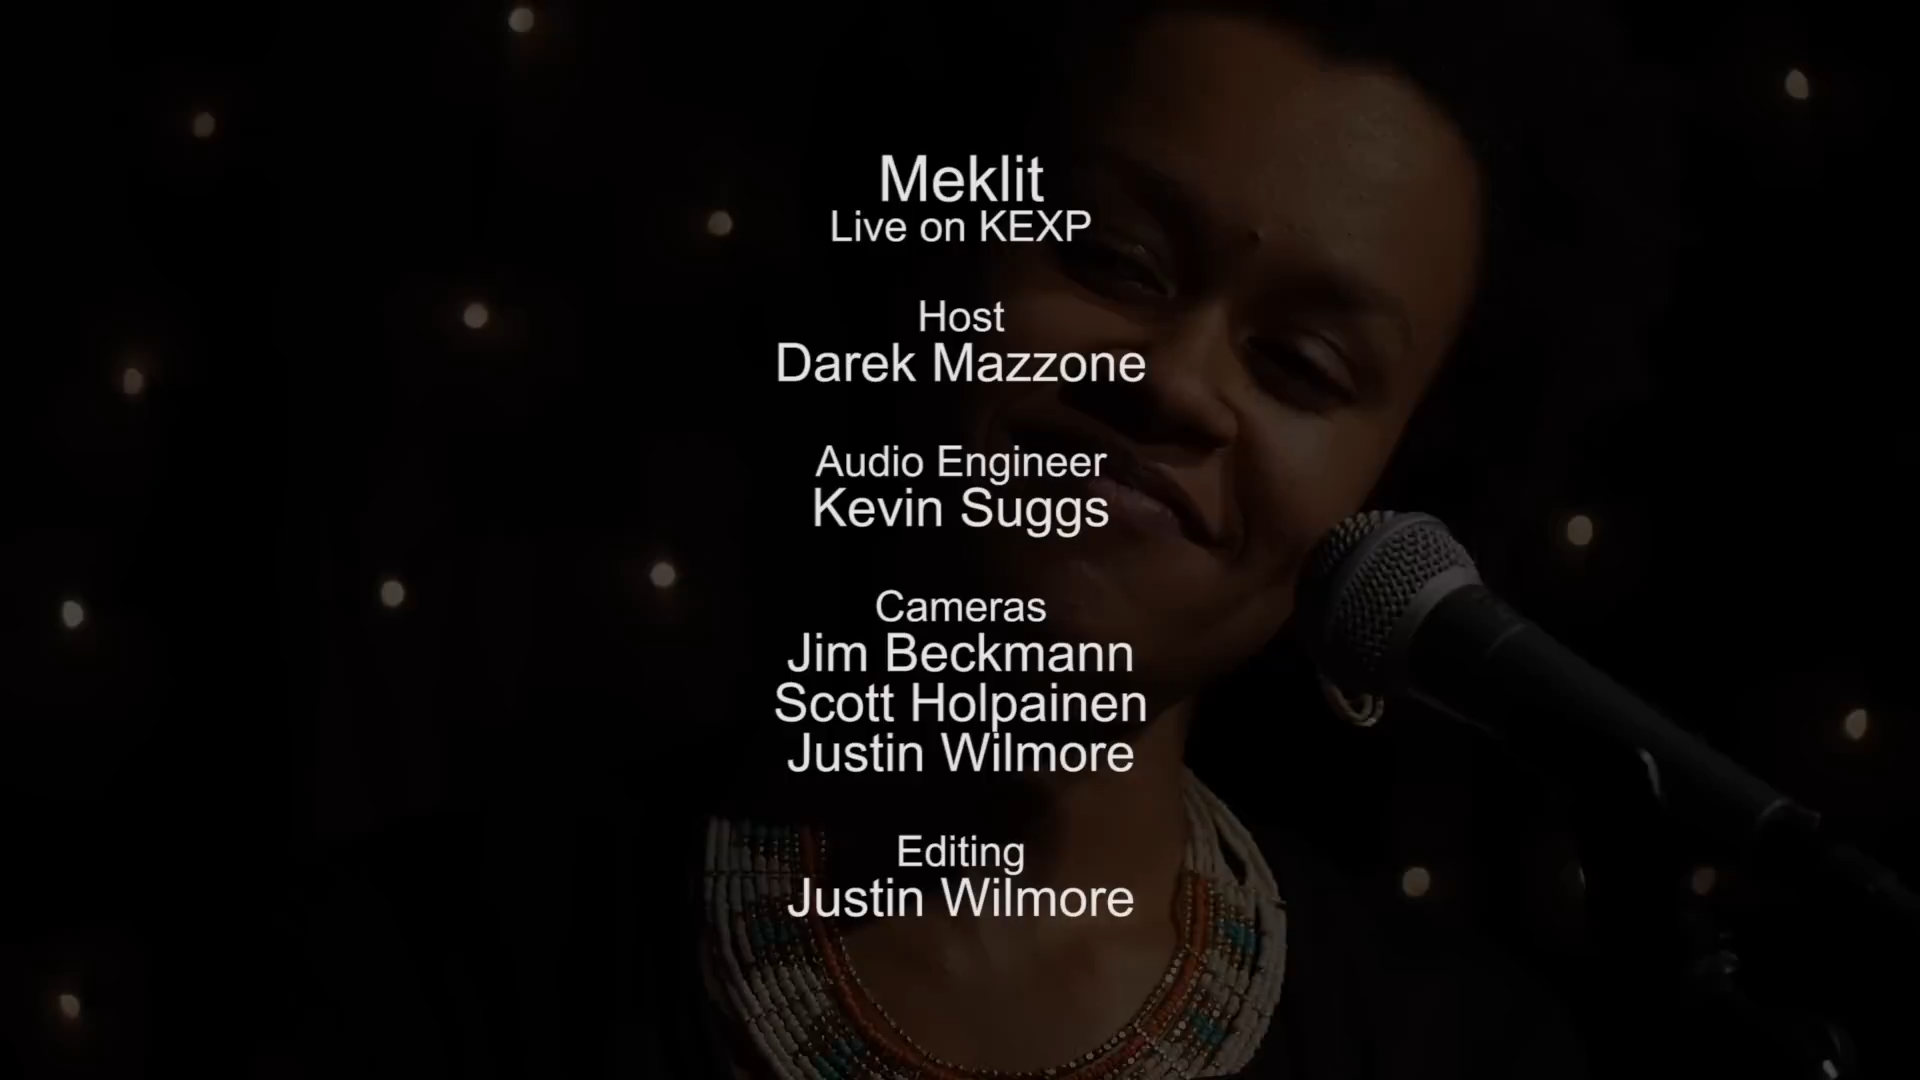 Meklit
Live on KEXP
Host
Darek Mazzone
Audio Engineer
Kevin Suggs
Cameras
Jim Beckmann
Scott Holpainen
Justin Wilmore
Editing
Justin Wilmore